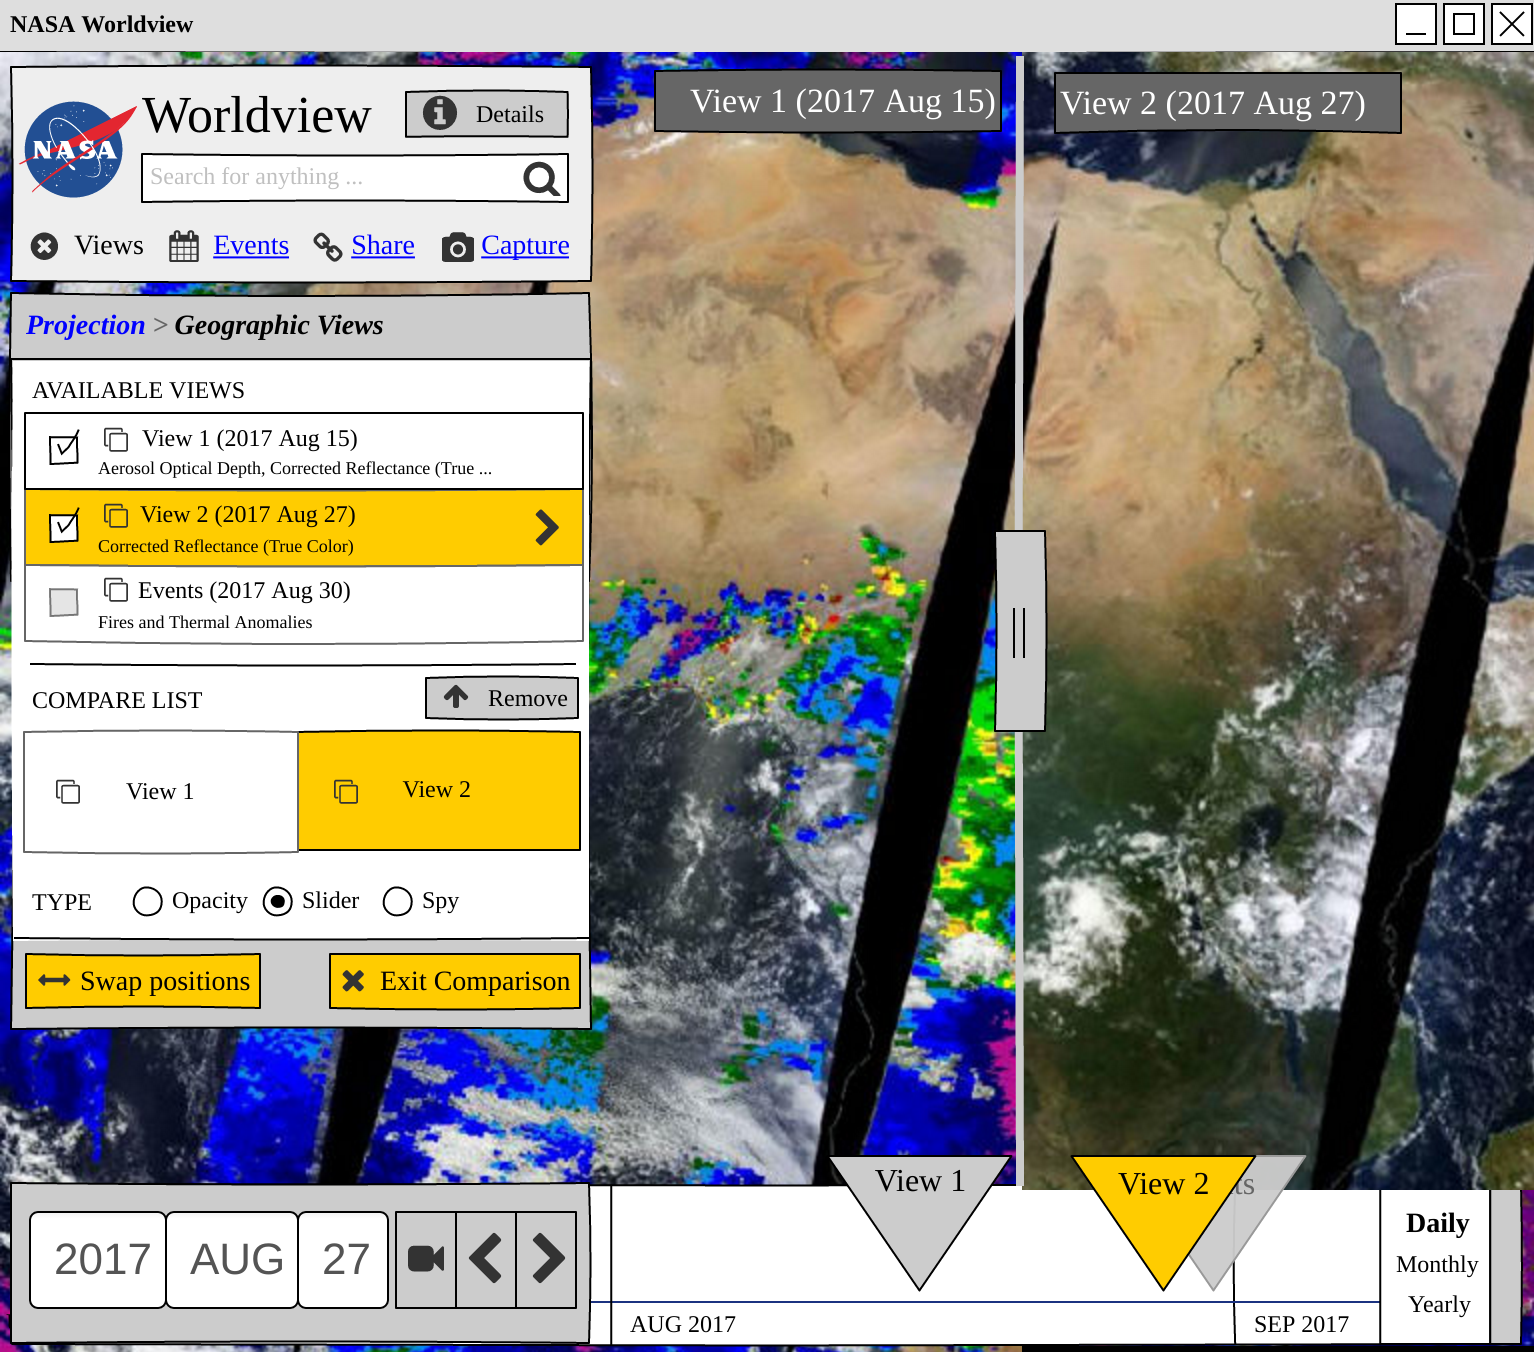 NASA Worldview
View 1 (2017 Aug 15)
View 2 (2017 Aug 27)
NASA
Worldview
Details
Search for anything ...
Views
Events
Share
Capture
Projection > Geographic Views
AVAILABLE VIEWS
View 1 (2017 Aug 15)
Aerosol Optical Depth, Corrected Reflectance (True ...
View 2 (2017 Aug 27)
Corrected Reflectance (True Color)
Events (2017 Aug 30)
Fires and Thermal Anomalies
COMPARE LIST
Remove
View 1
View 2
TYPE
Opacity
Slider
Spy
Swap positions
Exit Comparison
View 1
View 2
ts
2017
AUG
27
AUG 2017
SEP 2017
Daily
Monthly
Yearly